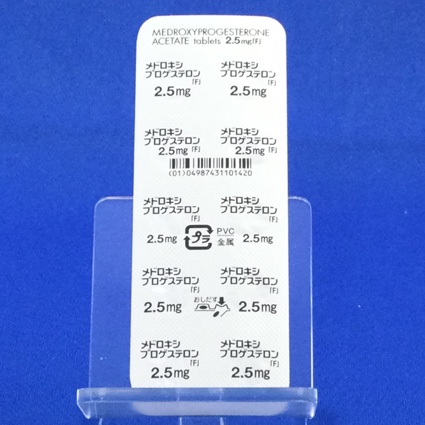 MEDROXYPROGESTERONE
ACETATE tablets 2.5mg「F」
メドロキシ メドロキシ
プロゲステロン プロゲステロン
「F」 「F」
2.5mg 2.5mg
メドロキシ メドロキシ
プロゲステロン プロゲステロン
2.5mg「F」 2.5mg「F」
(01)04987431101420
メドロキシ メドロキシ
プロゲステロン プロゲステロン
「F」 「F」
2.5mg プラ PVC 2.5mg
金属
メドロキシ メドロキシ
プロゲステロン プロゲステロン
「F」 「F」
2.5mg おしだす 2.5mg
メドロキシ メドロキシ
プロゲステロン プロゲステロン
「F」 「F」
2.5mg 2.5mg